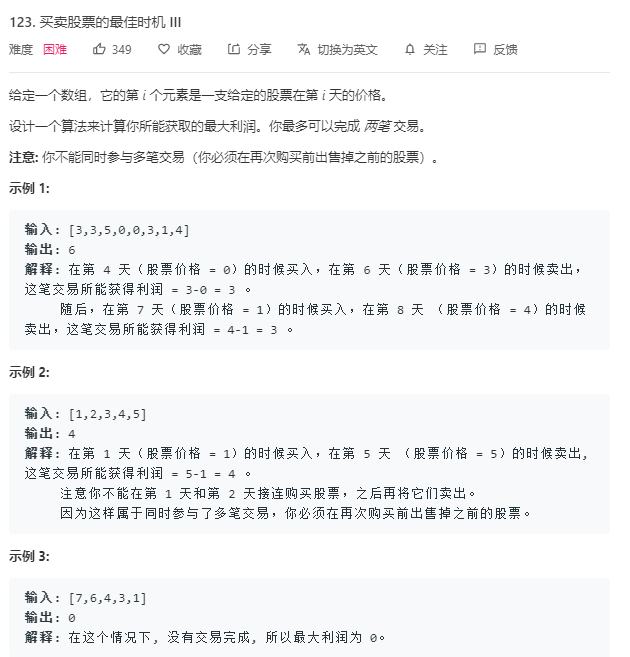 123. 买卖股票的最佳时机 III
难度 困难 349 收藏 分享 切换为英文 关注 反馈
给定一个数组，它的第 i 个元素是一支给定的股票在第 i 天的价格。
设计一个算法来计算你所能获取的最大利润。你最多可以完成 两笔 交易。
注意: 你不能同时参与多笔交易（你必须在再次购买前出售掉之前的股票）。
示例 1:
输入: [3,3,5,0,0,3,1,4]
输出: 6
解释: 在第 4 天（股票价格 = 0）的时候买入，在第 6 天（股票价格 = 3）的时候卖出，
这笔交易所能获得利润 = 3-0 = 3 。
随后，在第 7 天（股票价格 = 1）的时候买入，在第 8 天 （股票价格 = 4）的时候
卖出，这笔交易所能获得利润 = 4-1 = 3 。
示例 2:
输入: [1,2,3,4,5]
输出: 4
解释: 在第 1 天（股票价格 = 1）的时候买入，在第 5 天 （股票价格 = 5）的时候卖出,
这笔交易所能获得利润 = 5-1 = 4 。
注意你不能在第 1 天和第 2 天接连购买股票，之后再将它们卖出。
因为这样属于同时参与了多笔交易，你必须在再次购买前出售掉之前的股票。
示例 3:
输入: [7,6,4,3,1]
输出: 0
解释: 在这个情况下, 没有交易完成, 所以最大利润为 0。